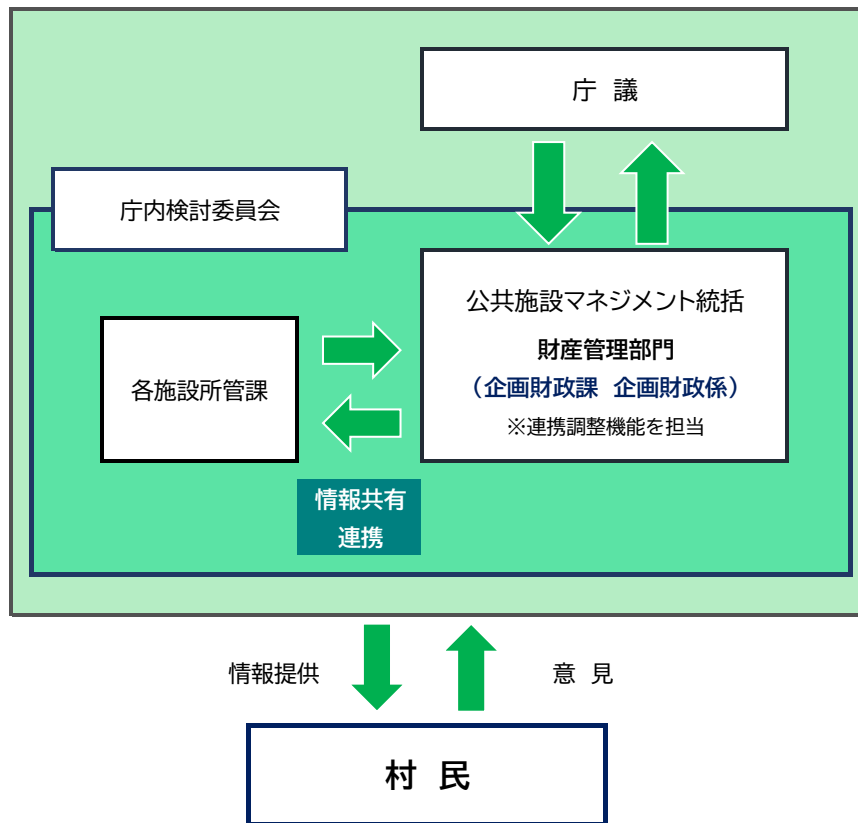 庁 議
庁内検討委員会
公共施設マネジメント統括
財産管理部門
（企画財政課 企画財政係）
※連携調整機能を担当
各施設所管課
情報共有
連携
情報提供
意 見
村 民